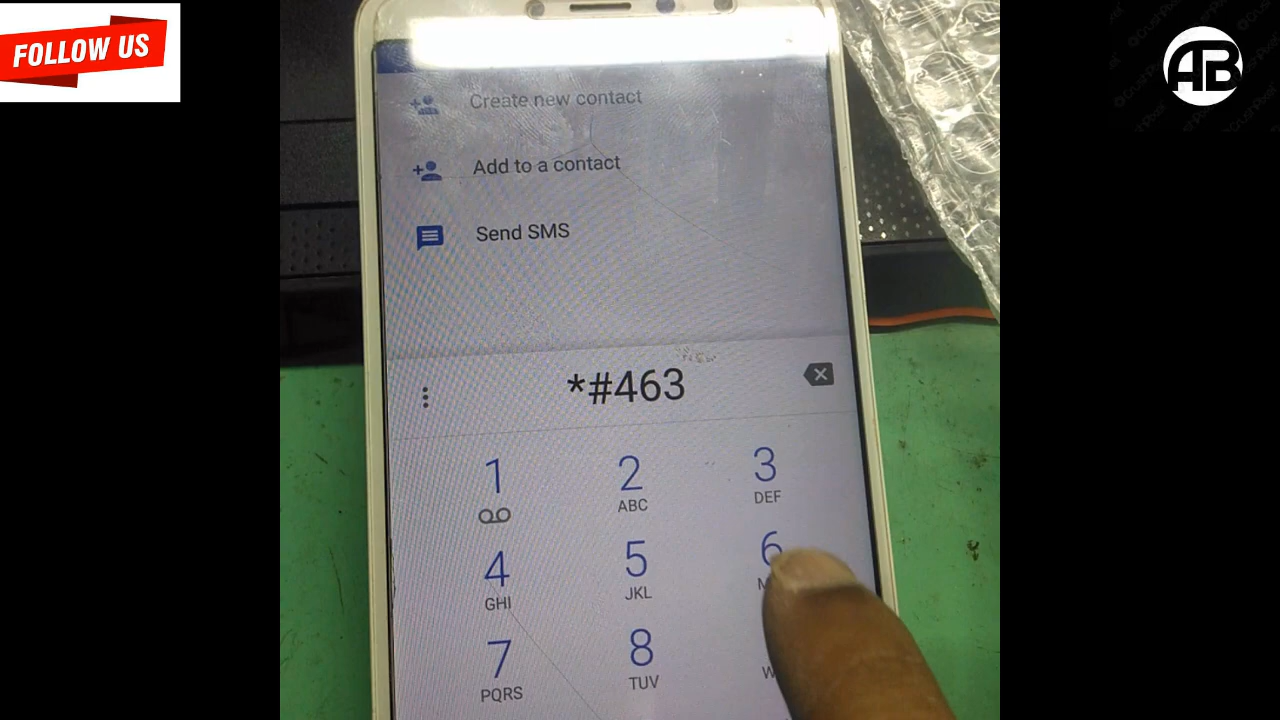 FOLLOW US
AB
Create new contact
Add to a contact
Send SMS
*#463
1 2 3
ABC DEF
4 5 6
GHI JKL
7 8
PQRS TUV W